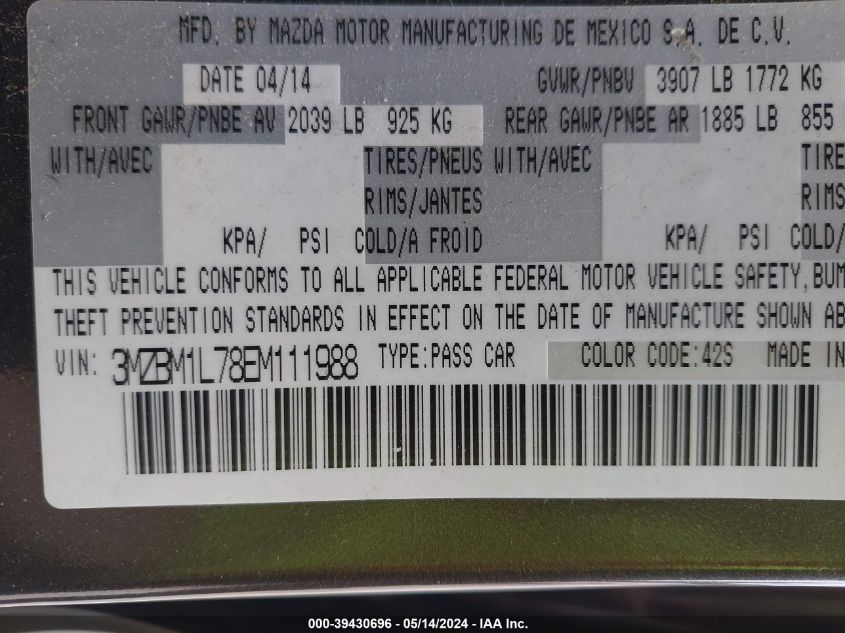 MFD. BY MAZDA MOTOR MANUFACTURING DE MEXICO S.A. DE C.V.
DATE 04/14 GVWR/PNBV 3907 LB 1772 KG
FRONT GAWR/PNBE AV 2039 LB 925 KG REAR GAWR/PNBE AR 1885 LB 855
WITH/AVEC TIRES/PNEUS WITH/AVEC TIRE
RIMS/JANTES RIMS/
KPA/ PSI COLD/A FROID KPA/ PSI COLD/
THIS VEHICLE CONFORMS TO ALL APPLICABLE FEDERAL MOTOR VEHICLE SAFETY, BUM
THEFT PREVENTION STANDARDS IN EFFECT ON THE DATE OF MANUFACTURE SHOWN AB
VIN: 3MZBM1L78EM111988 TYPE:PASS CAR COLOR CODE:42S MADE IN
000-39430696 - 05/14/2024 - IAA Inc.